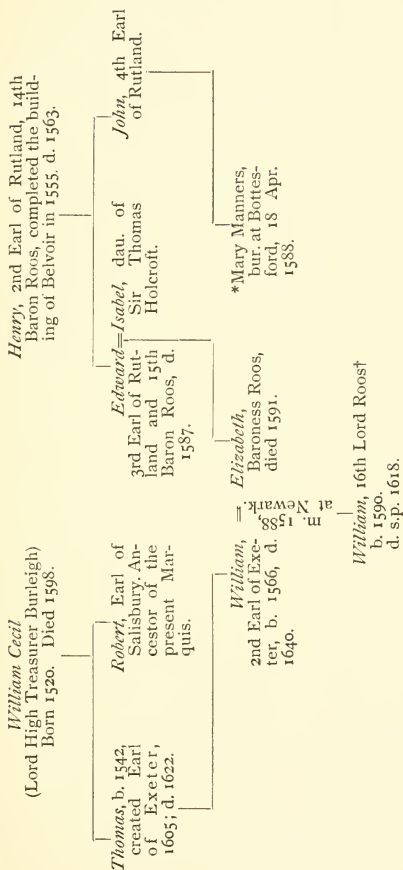 William Cecil
(Lord High Treasurer Burleigh)
Born 1520. Died 1598.
Henry, 2nd Earl of Rutland, 14th
Baron Roos, completed the build-
ing of Belvoir in 1555. d. 1563.
Thomas, b. 1542,
created Earl
of Exeter,
1605; d. 1622.
Robert, Earl of
Salisbury. An-
cestor of the
present Mar-
quis.
Edward=Isabel, dau. of
3rd Earl of Rut-
land and 15th
Baron Roos, d.
1587.
Sir Thomas
Holcroft.
John, 4th Earl
of Rutland.
William,
2nd Earl of Exe-
ter, b. 1566, d.
1640.
=
m. 1588,
at Newark.
Elizabeth,
Baroness Roos,
died 1591.
*Mary Manners,
bur. at Bottes-
ford, 18 Apr.
1588.
William, 16th Lord Roos†
b. 1590.
d. s.p. 1618.